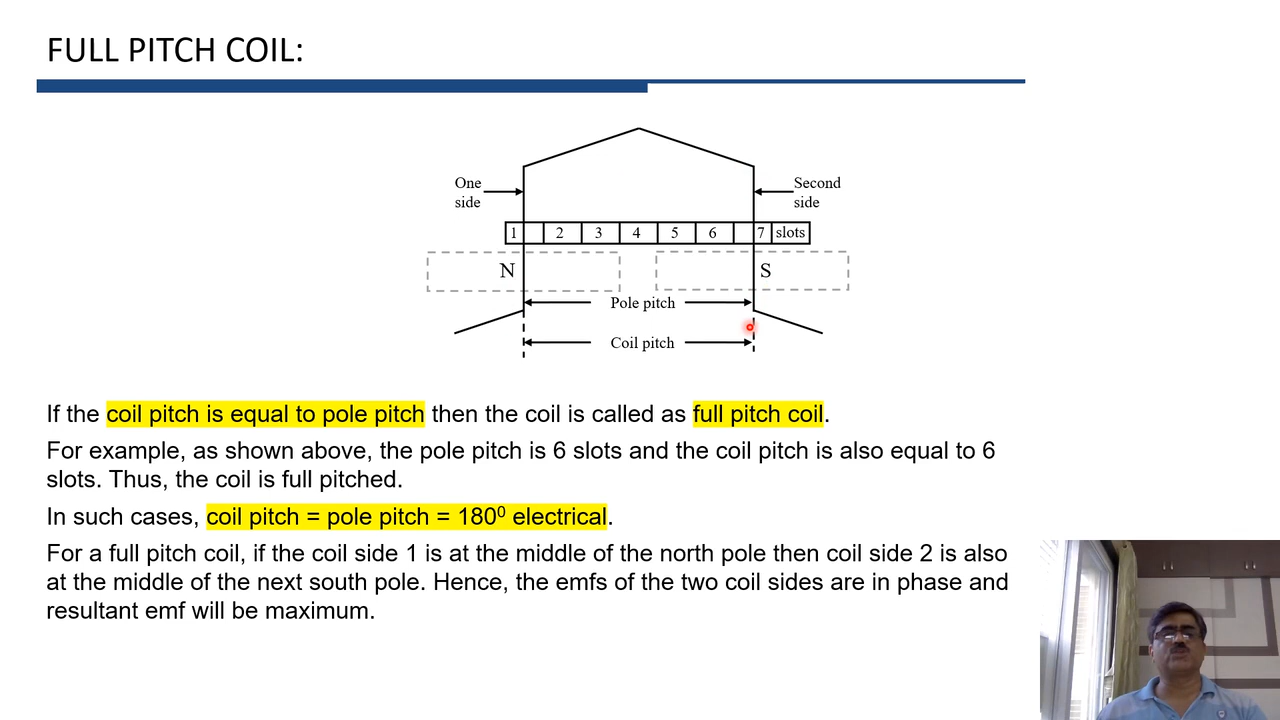 FULL PITCH COIL:
One
side
Second
side
1 2 3 4 5 6 7 slots
N S
Pole pitch
Coil pitch
If the coil pitch is equal to pole pitch then the coil is called as full pitch coil.
For example, as shown above, the pole pitch is 6 slots and the coil pitch is also equal to 6
slots. Thus, the coil is full pitched.
In such cases, coil pitch = pole pitch = 180⁰ electrical.
For a full pitch coil, if the coil side 1 is at the middle of the north pole then coil side 2 is also
at the middle of the next south pole. Hence, the emfs of the two coil sides are in phase and
resultant emf will be maximum.